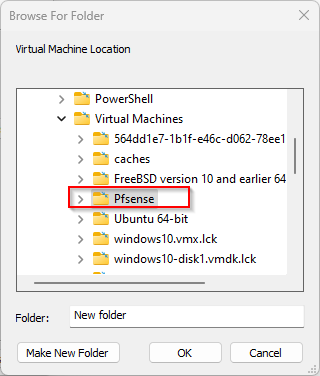 Browse For Folder
Virtual Machine Location
PowerShell
Virtual Machines
564dd1e7-1b1f-e46c-d062-78ee1
caches
FreeBSD version 10 and earlier 64
Pfsense
Ubuntu 64-bit
windows10.vmx.lck
windows10-disk1.vmdk.lck
Folder: New folder
Make New Folder OK Cancel